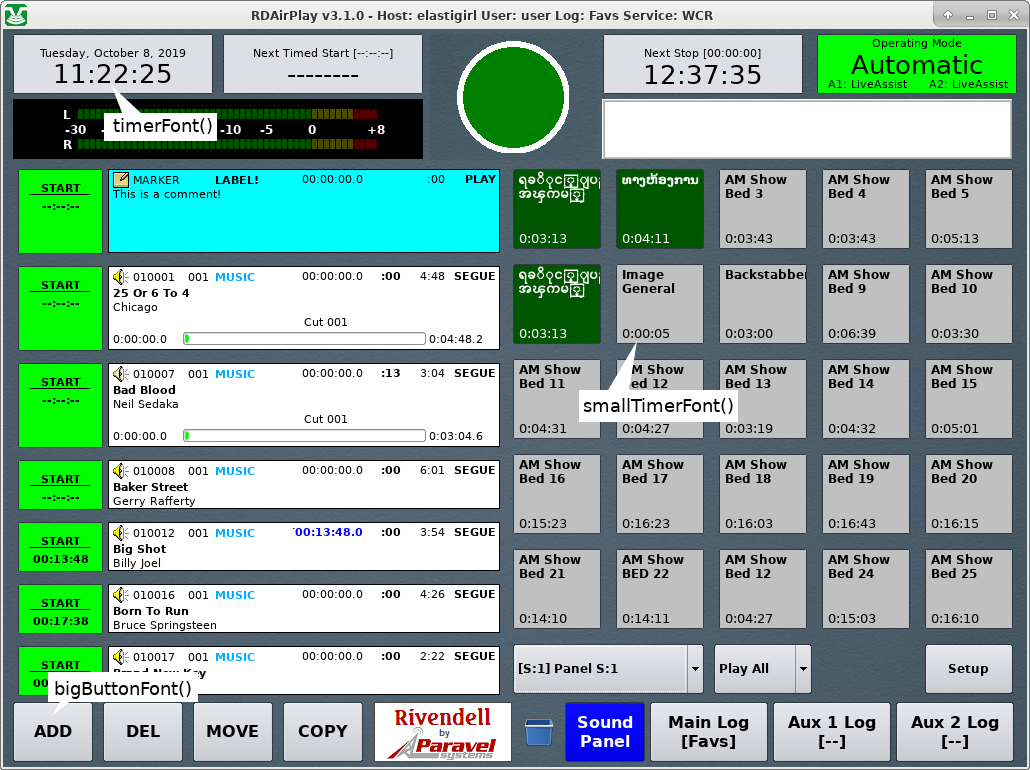 RDAirPlay v3.1.0 - Host: elastigirl User: user Log: Favs Service: WCR
Tuesday, October 8, 2019
11:22:25
Next Timed Start [--:--:--]
--------
Next Stop [00:00:00]
12:37:35
Operating Mode
Automatic
A1: LiveAssist A2: LiveAssist
L
-30 -10 -5 0 +8
R
timerFont()
START
--:--:--
MARKER LABEL! 00:00:00.0 :00 PLAY
This is a comment!
START
--:--:--
010001 001 MUSIC 00:00:00.0 :00 4:48 SEGUE
25 Or 6 To 4
Chicago
Cut 001
0:00:00.0 0:04:48.2
START
--:--:--
010007 001 MUSIC 00:00:00.0 :13 3:04 SEGUE
Bad Blood
Neil Sedaka
Cut 001
0:00:00.0 0:03:04.6
START
--:--:--
010008 001 MUSIC 00:00:00.0 :00 6:01 SEGUE
Baker Street
Gerry Rafferty
START
00:13:48
010012 001 MUSIC 00:13:48.0 :00 3:54 SEGUE
Big Shot
Billy Joel
START
00:17:38
010016 001 MUSIC 00:00:00.0 :00 4:26 SEGUE
Born To Run
Bruce Springsteen
START
010017 001 MUSIC 00:00:00.0 :00 2:22 SEGUE
Brand New Key
bigButtonFont()
0:03:13
ທາງຫ້ອງການ
0:04:11
AM Show
Bed 3
0:03:43
AM Show
Bed 4
0:03:43
AM Show
Bed 5
0:05:13
0:03:13
Image
General
0:00:05
Backstabber
0:03:00
AM Show
Bed 9
0:06:39
AM Show
Bed 10
0:03:30
AM Show
Bed 11
0:04:31
12
0:04:27
AM Show
Bed 13
0:03:19
AM Show
Bed 14
0:04:32
AM Show
Bed 15
0:05:01
smallTimerFont()
AM Show
Bed 16
0:15:23
AM Show
Bed 17
0:16:23
AM Show
Bed 18
0:16:03
AM Show
Bed 19
0:16:43
AM Show
Bed 20
0:16:15
AM Show
Bed 21
0:14:10
AM Show
BED 22
0:14:11
AM Show
Bed 12
0:04:27
AM Show
Bed 24
0:15:03
AM Show
Bed 25
0:16:10
[S:1] Panel S:1
Play All
Setup
ADD
DEL
MOVE
COPY
Rivendell
by
Paravel
systems
Sound
Panel
Main Log
[Favs]
Aux 1 Log
[--]
Aux 2 Log
[--]